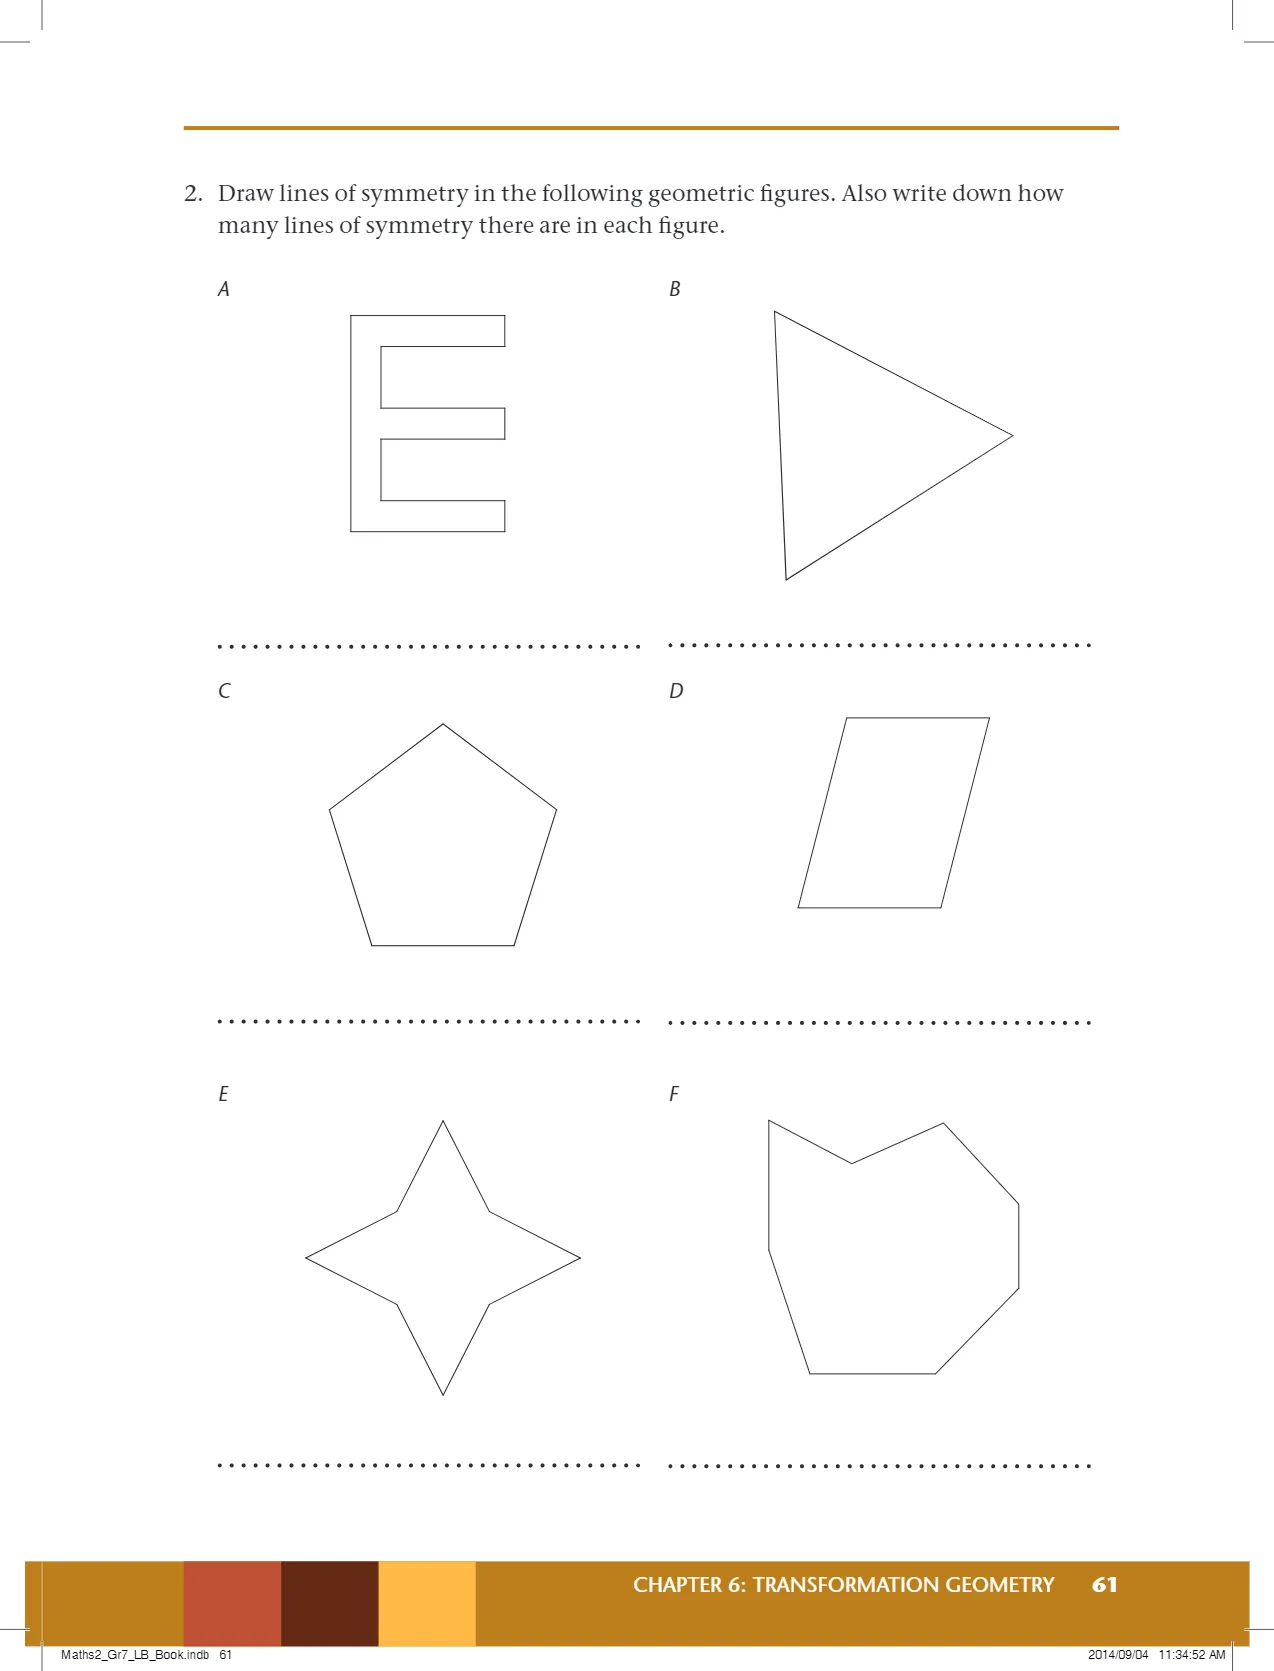 2. Draw lines of symmetry in the following geometric figures. Also write down how
many lines of symmetry there are in each figure.
A
B
C
D
E
F
CHAPTER 6: TRANSFORMATION GEOMETRY 61
Maths2_Gr7_LB_Book.indb 61
2014/09/04 11:34:52 AM